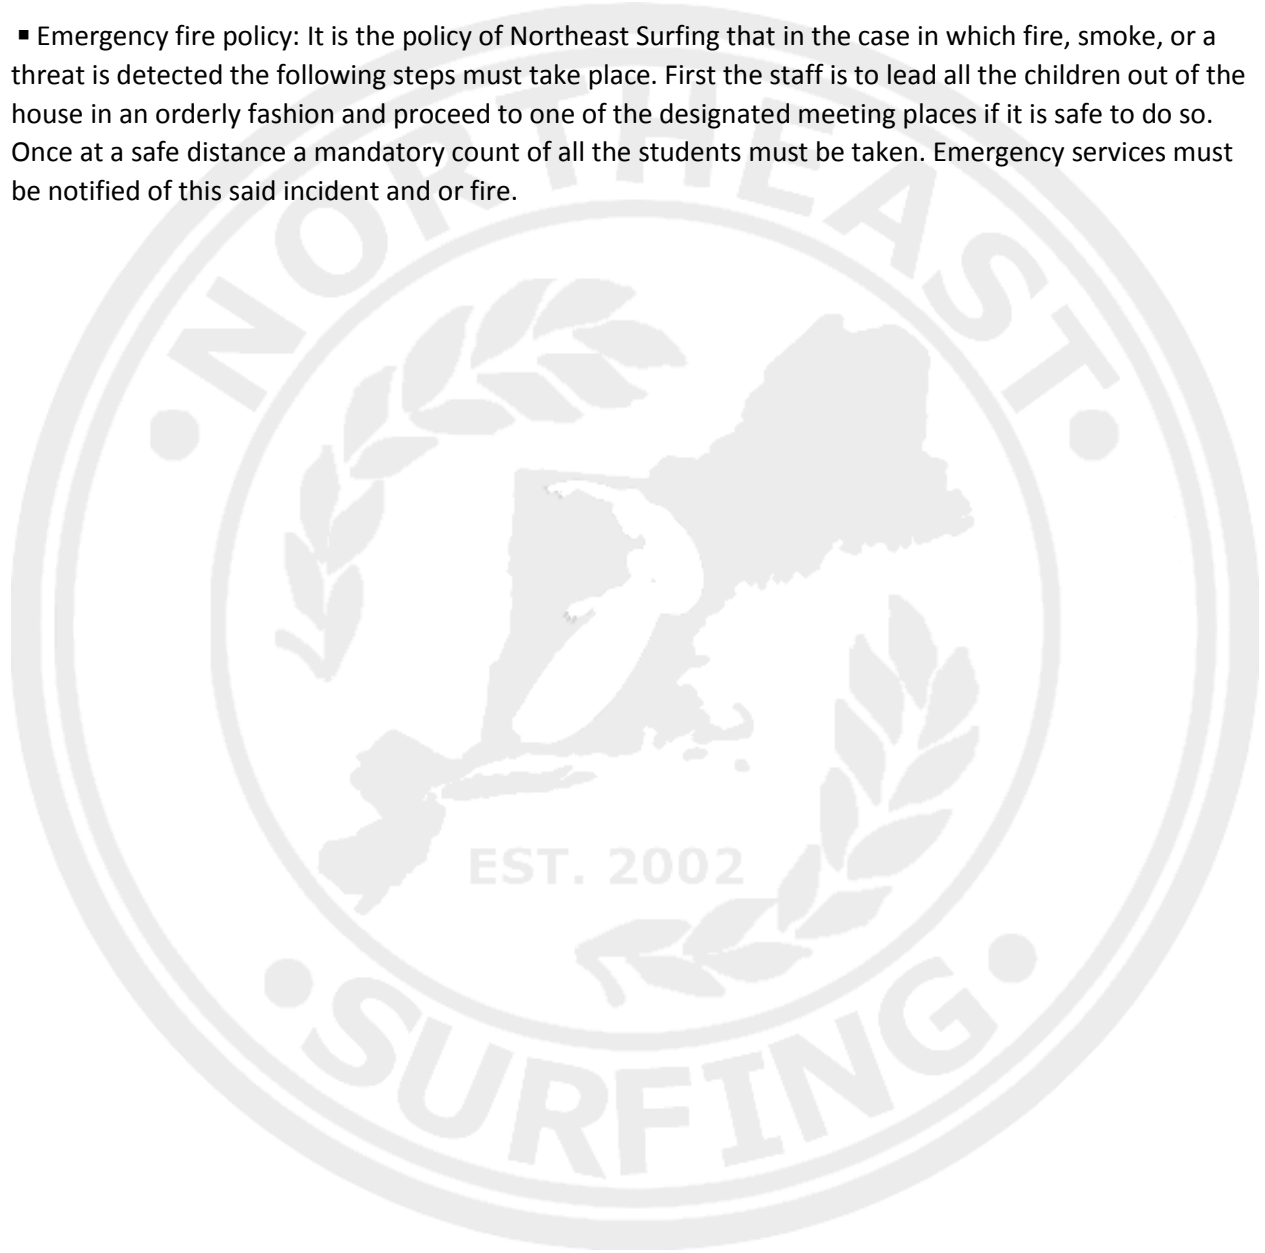 ▪ Emergency fire policy: It is the policy of Northeast Surfing that in the case in which fire, smoke, or a
threat is detected the following steps must take place. First the staff is to lead all the children out of the
house in an orderly fashion and proceed to one of the designated meeting places if it is safe to do so.
Once at a safe distance a mandatory count of all the students must be taken. Emergency services must
be notified of this said incident and or fire.
•NORTHEAST•
EST. 2002
•SURFING•